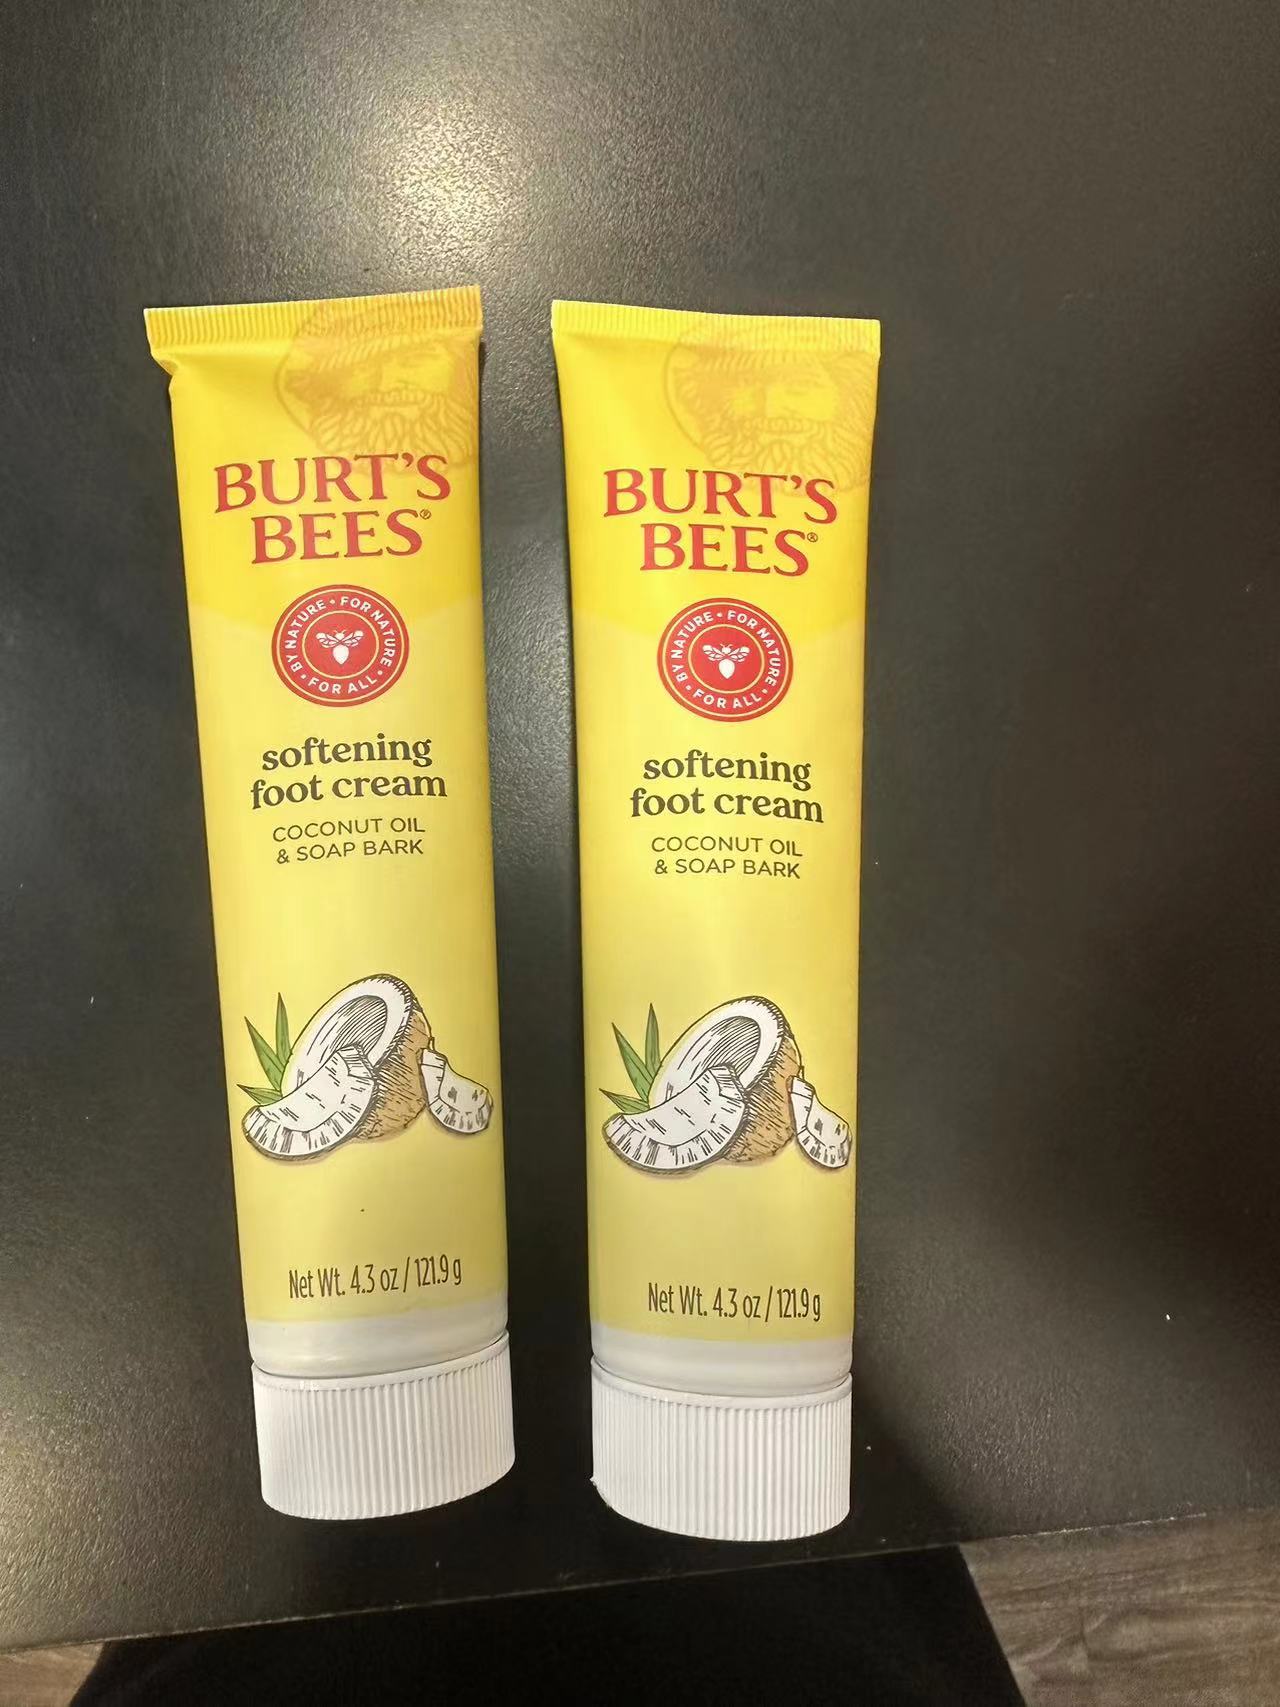 BURT'S
BEES®
BY NATURE • FOR NATURE • FOR ALL •
softening
foot cream
COCONUT OIL
& SOAP BARK
Net Wt. 4.3 oz / 121.9 g
BURT'S
BEES®
BY NATURE • FOR NATURE • FOR ALL •
softening
foot cream
COCONUT OIL
& SOAP BARK
Net Wt. 4.3 oz / 121.9 g